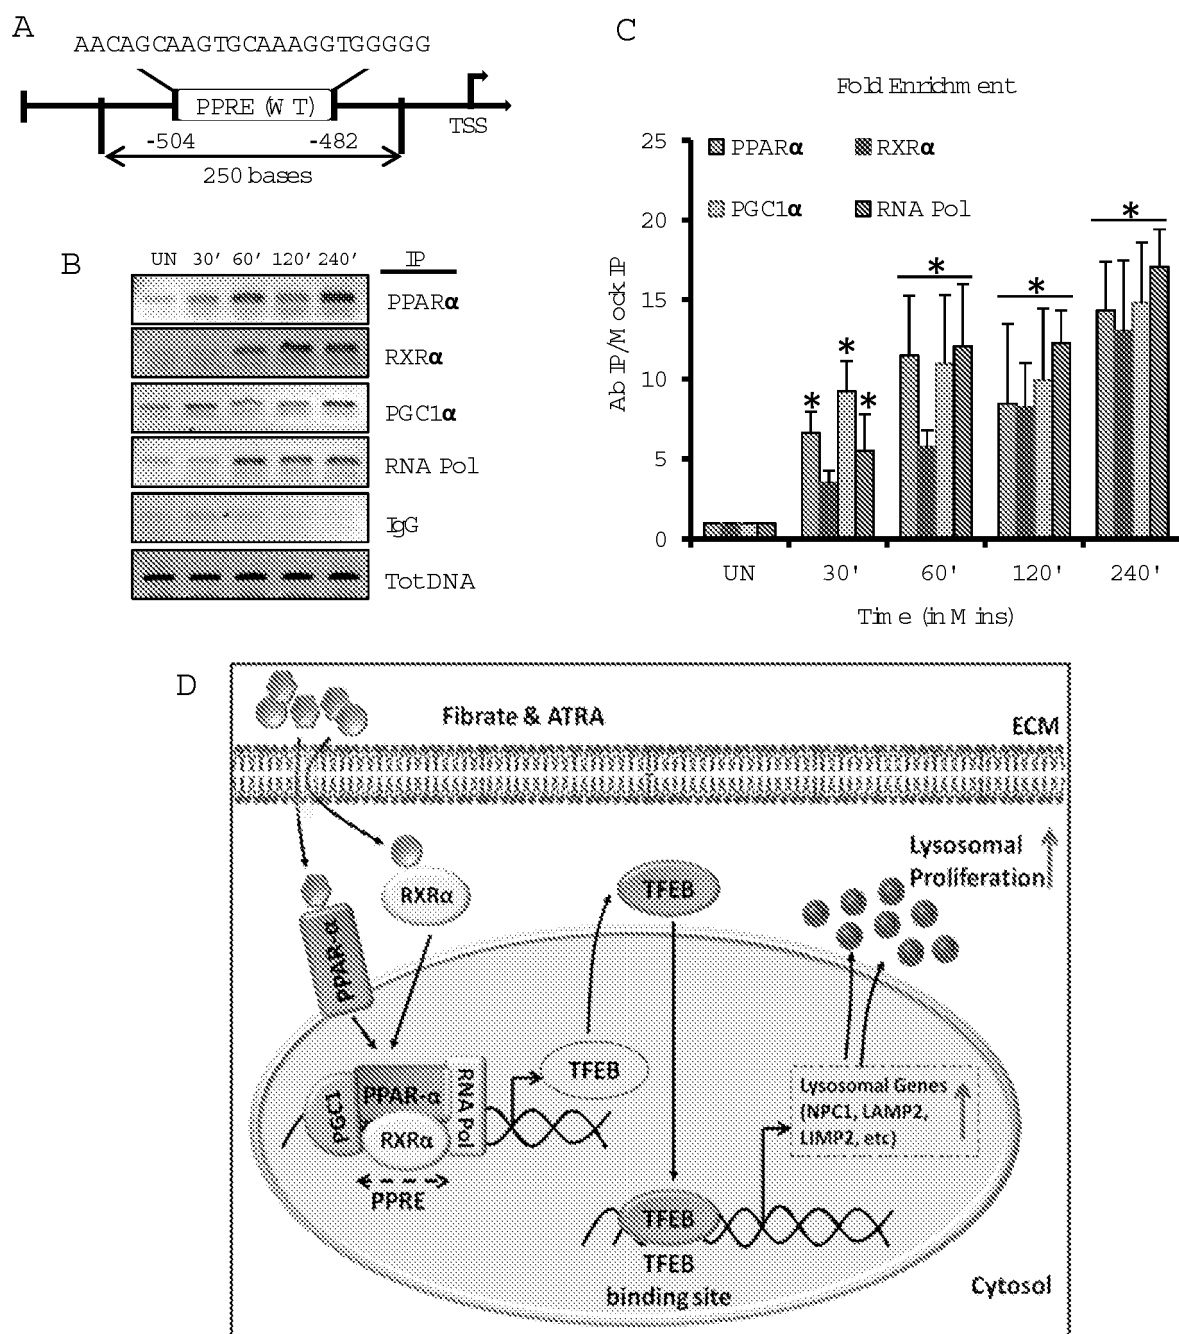 A
AACAGCAAGTGCAAAGGTGGGGG
PPRE (WT)
TSS
-504 -482
250 bases
B
UN 30' 60' 120' 240' IP
PPARα
RXRα
PGC1α
RNA Pol
IgG
Tot DNA
C
Fold Enrichment
Ab IP/Mock IP
25
20
15
10
5
0
PPARα RXRα
PGC1α RNA Pol
* * * * * *
UN 30' 60' 120' 240'
Time (in Mins)
D
Fibrate & ATRA
ECM
Lysosomal
Proliferation
RXRα
TFEB
PPAR-α
TFEB
PGC1
PPAR-α
RNA Pol
RXRα
PPRE
Lysosomal Genes
(NPC1, LAMP2,
LIMP2, etc)
TFEB
TFEB
binding site
Cytosol